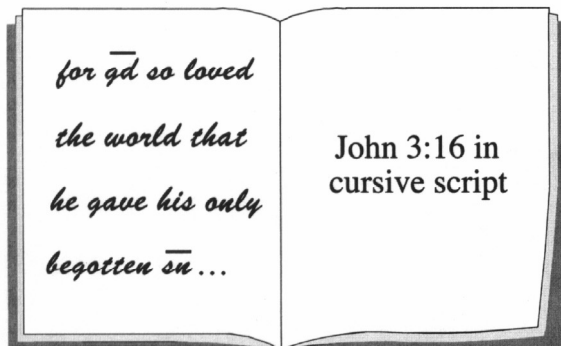 for g̅d̅ so loved
the world that
he gave his only
begotten s̅n̅...
John 3:16 in
cursive script